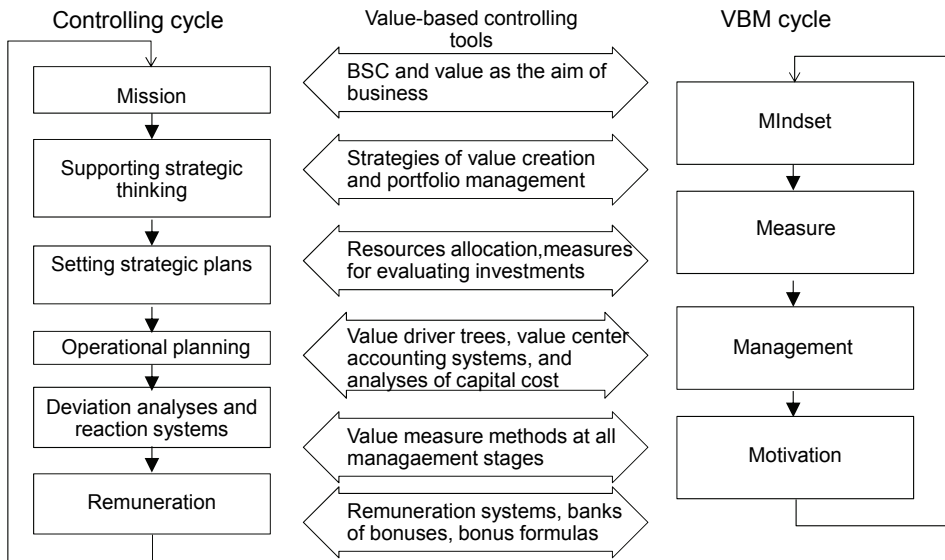 Controlling cycle
Value-based controlling
tools
VBM cycle
Mission
Supporting strategic
thinking
Setting strategic plans
Operational planning
Deviation analyses and
reaction systems
Remuneration
BSC and value as the aim of
business
Strategies of value creation
and portfolio management
Resources allocation,measures
for evaluating investments
Value driver trees, value center
accounting systems, and
analyses of capital cost
Value measure methods at all
managaement stages
Remuneration systems, banks
of bonuses, bonus formulas
MIndset
Measure
Management
Motivation